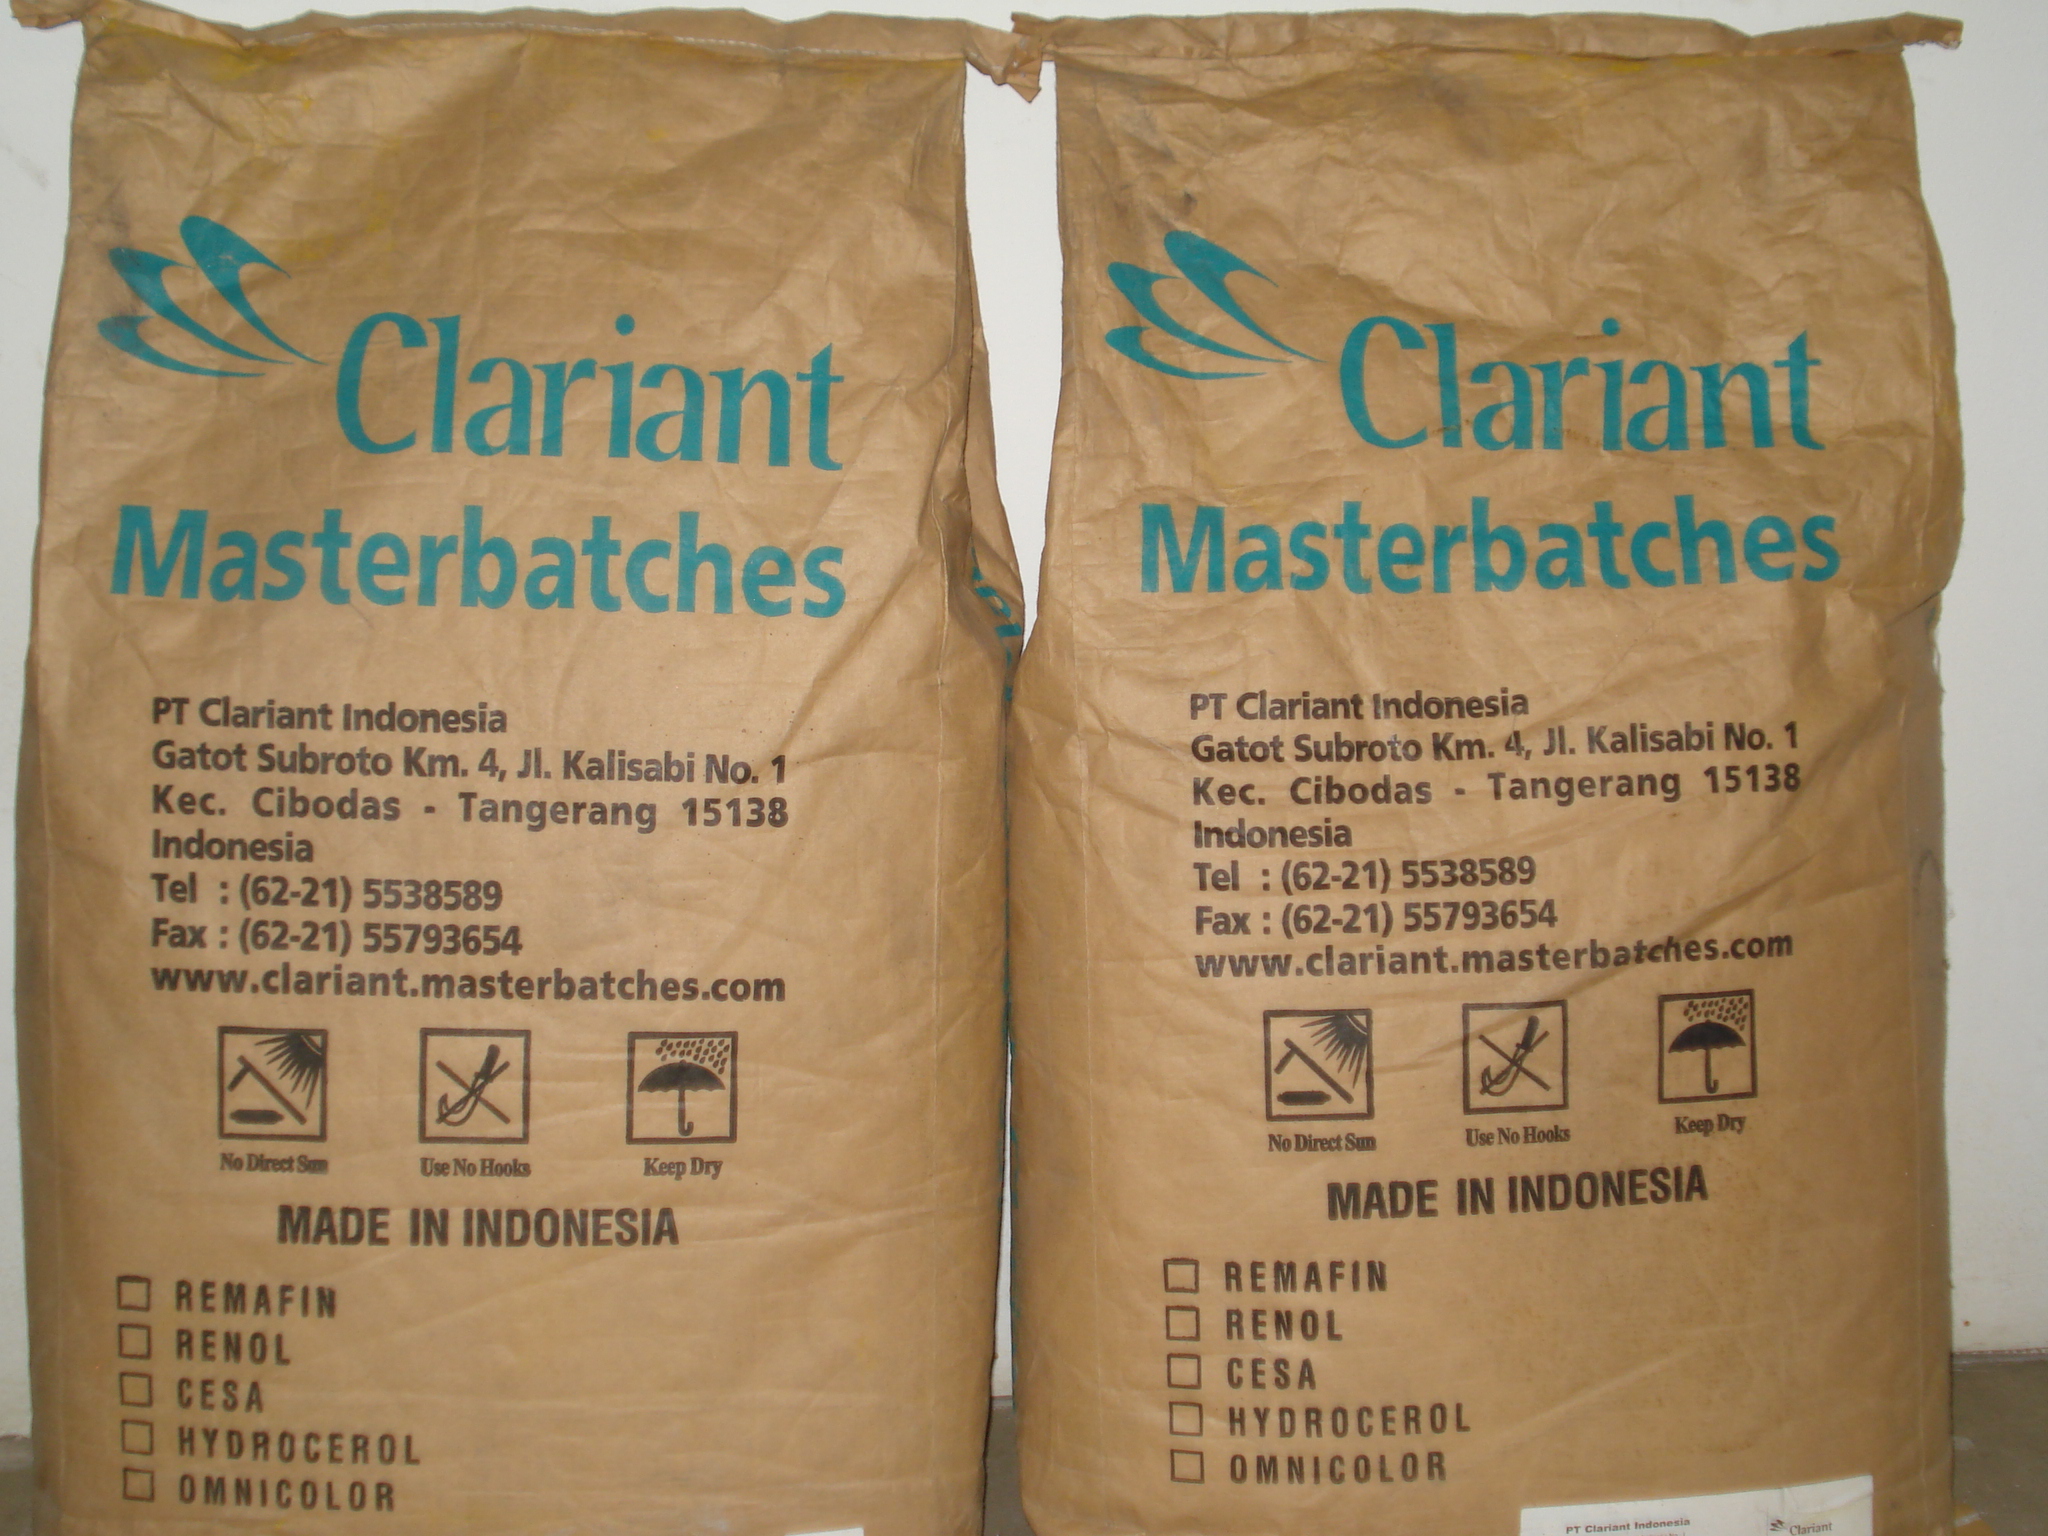 Clariant
Masterbatches
PT Clariant Indonesia
Gatot Subroto Km. 4, Jl. Kalisabi No. 1
Kec. Cibodas - Tangerang 15138
Indonesia
Tel : (62-21) 5538589
Fax : (62-21) 55793654
www.clariant.masterbatches.com
No Direct Sun
Use No Hooks
Keep Dry
MADE IN INDONESIA
REMAFIN
RENOL
CESA
HYDROCEROL
OMNICOLOR
Clariant
Masterbatches
PT Clariant Indonesia
Gatot Subroto Km. 4, Jl. Kalisabi No. 1
Kec. Cibodas - Tangerang 15138
Indonesia
Tel : (62-21) 5538589
Fax : (62-21) 55793654
www.clariant.masterbatches.com
No Direct Sun
Use No Hooks
Keep Dry
MADE IN INDONESIA
REMAFIN
RENOL
CESA
HYDROCEROL
OMNICOLOR
PT Clariant Indonesia
Clariant